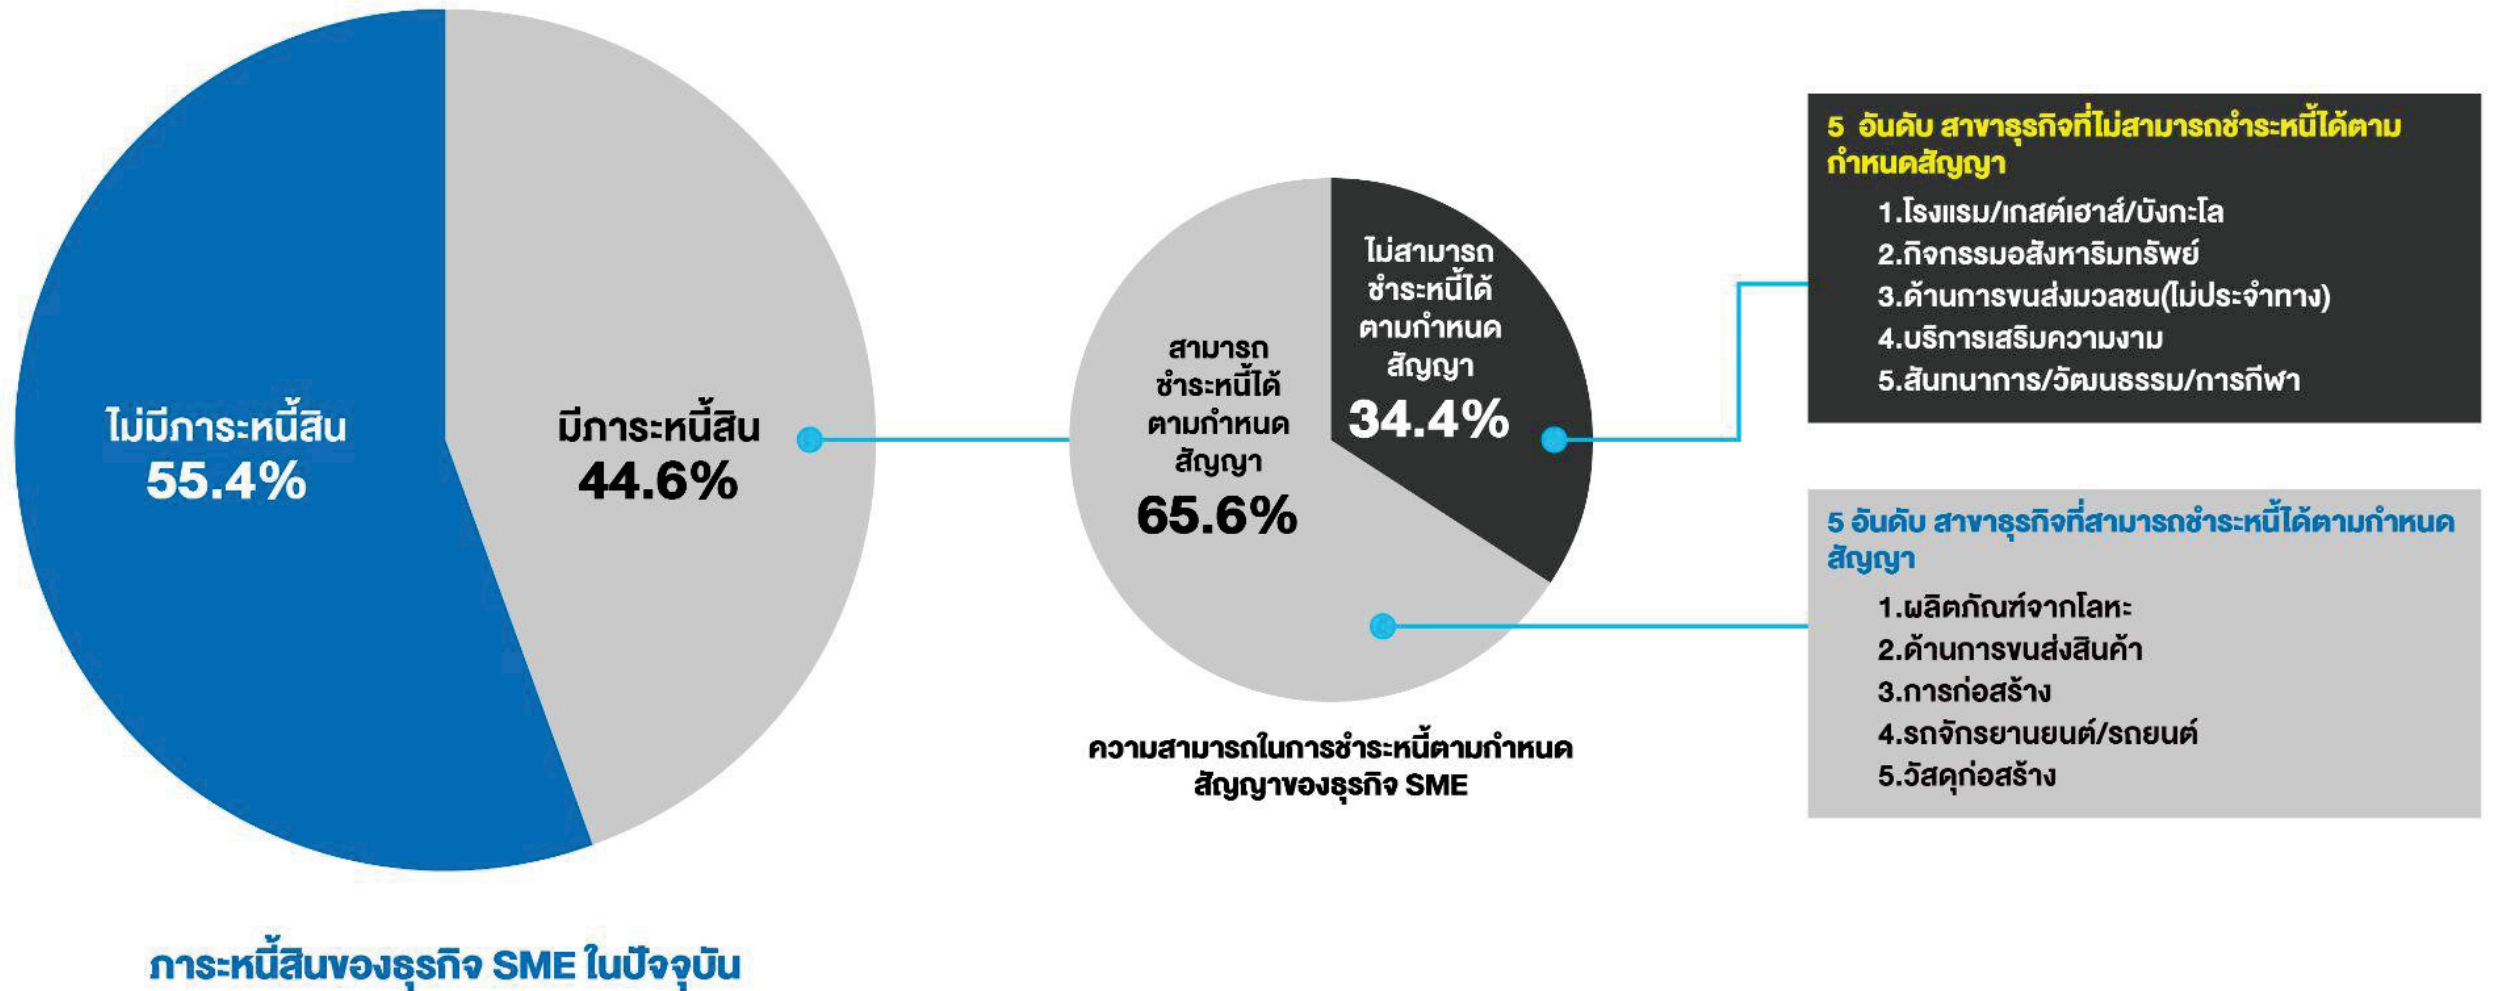 ไม่มีภาระหนี้สิน
55.4%
มีภาระหนี้สิน
44.6%
ภาระหนี้สินของธุรกิจ SME ในปัจจุบัน
สามารถ
ชำระหนี้ได้
ตามกำหนด
สัญญา
65.6%
ไม่สามารถ
ชำระหนี้ได้
ตามกำหนด
สัญญา
34.4%
ความสามารถในการชำระหนี้ตามกำหนด
สัญญาของธุรกิจ SME
5 อันดับ สาขาธุรกิจที่ไม่สามารถชำระหนี้ได้ตาม
กำหนดสัญญา
1.โรงแรม/เกสต์เฮาส์/บังกะโล
2.กิจกรรมอสังหาริมทรัพย์
3.ด้านการขนส่งมวลชน(ไม่ประจำทาง)
4.บริการเสริมความงาม
5.สันทนาการ/วัฒนธรรม/การกีฬา
5 อันดับ สาขาธุรกิจที่สามารถชำระหนี้ได้ตามกำหนด
สัญญา
1.ผลิตภัณฑ์จากโลหะ
2.ด้านการขนส่งสินค้า
3.การก่อสร้าง
4.รถจักรยานยนต์/รถยนต์
5.วัสดุก่อสร้าง